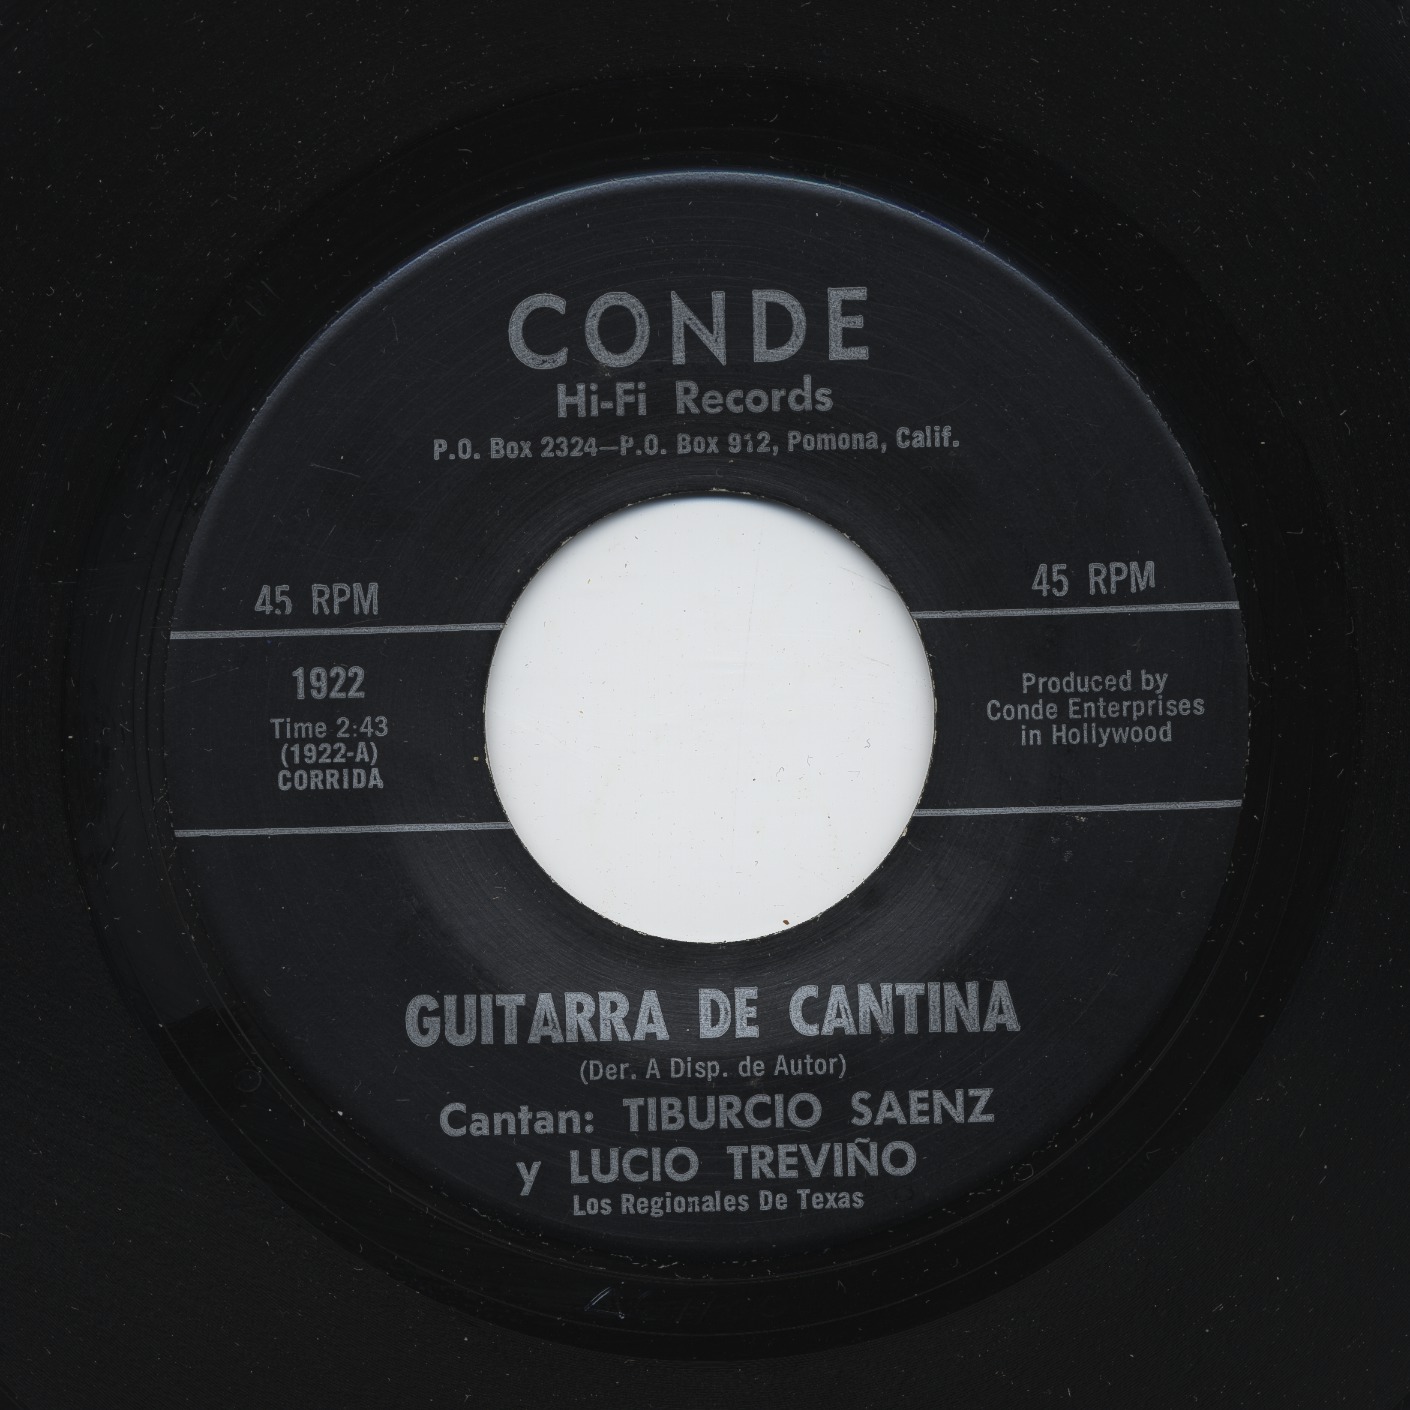 CONDE
Hi-Fi Records
P.O. Box 2324—P.O. Box 912, Pomona, Calif.
45 RPM
45 RPM
1922
Time 2:43
(1922-A)
CORRIDA
Produced by
Conde Enterprises
in Hollywood
GUITARRA DE CANTINA
(Der. A Disp. de Autor)
Cantan: TIBURCIO SAENZ
y LUCIO TREVIÑO
Los Regionales De Texas